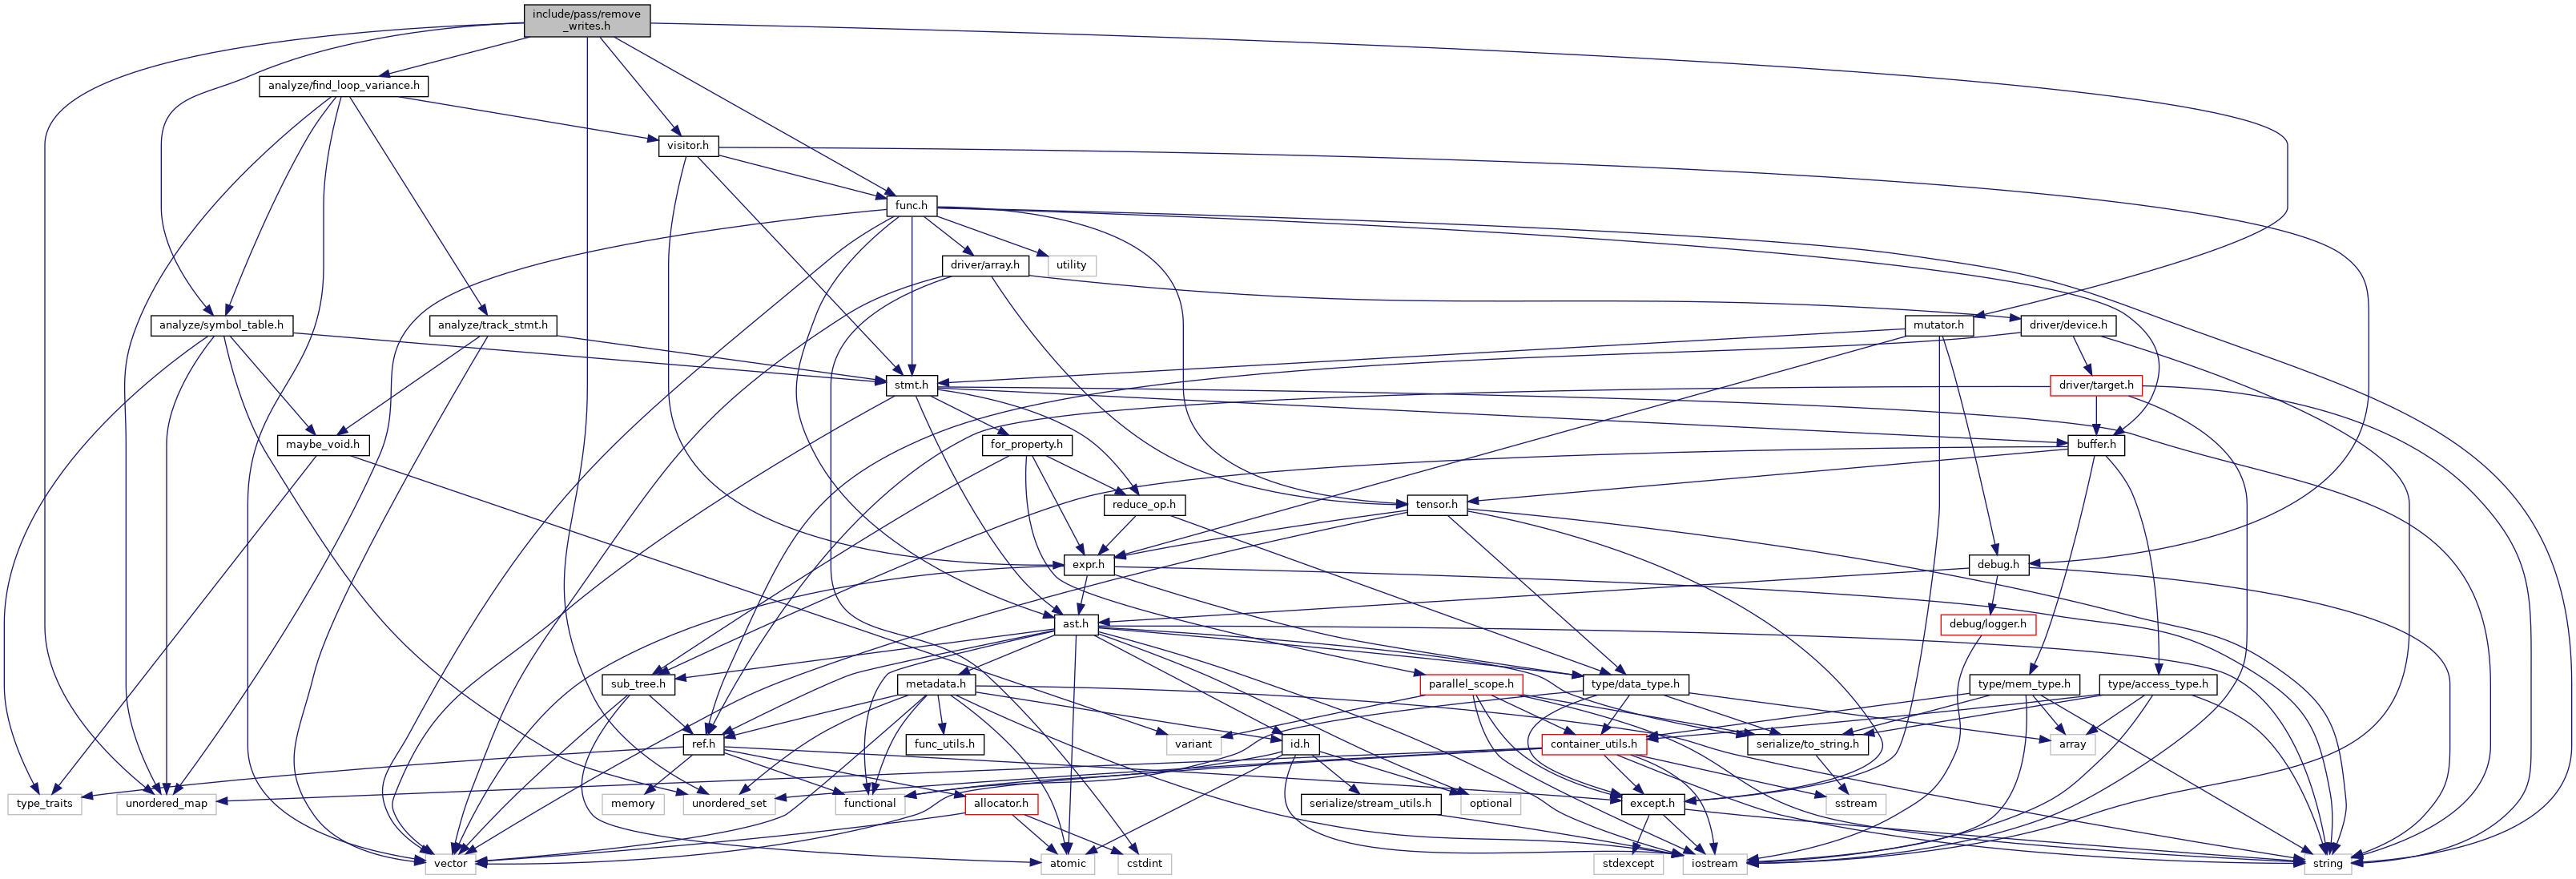 include/pass/remove
_writes.h
analyze/find_loop_variance.h
visitor.h
func.h
driver/array.h
utility
analyze/symbol_table.h
analyze/track_stmt.h
mutator.h
driver/device.h
stmt.h
driver/target.h
maybe_void.h
for_property.h
buffer.h
reduce_op.h
tensor.h
expr.h
debug.h
ast.h
debug/logger.h
sub_tree.h
metadata.h
parallel_scope.h
type/data_type.h
type/mem_type.h
type/access_type.h
ref.h
func_utils.h
variant
id.h
container_utils.h
serialize/to_string.h
array
type_traits
unordered_map
memory
unordered_set
functional
allocator.h
serialize/stream_utils.h
optional
except.h
sstream
vector
atomic
cstdint
stdexcept
iostream
string